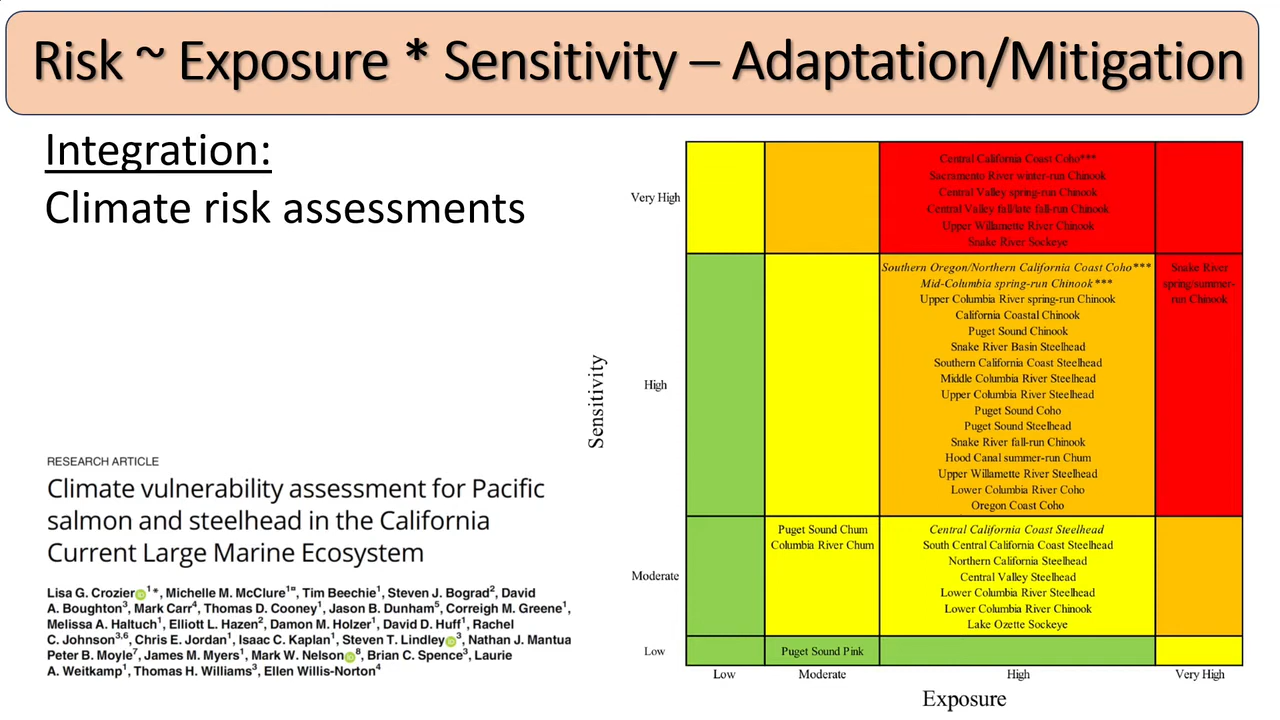 Risk ~ Exposure * Sensitivity – Adaptation/Mitigation
Integration:
Climate risk assessments
RESEARCH ARTICLE
Climate vulnerability assessment for Pacific
salmon and steelhead in the California
Current Large Marine Ecosystem
Lisa G. Crozier 1*, Michelle M. McClure1¤, Tim Beechie1, Steven J. Bograd2, David
A. Boughton3, Mark Carr4, Thomas D. Cooney1, Jason B. Dunham5, Correigh M. Greene1,
Melissa A. Haltuch1, Elliott L. Hazen2, Damon M. Holzer1, David D. Huff1, Rachel
C. Johnson3,6, Chris E. Jordan1, Isaac C. Kaplan1, Steven T. Lindley 3, Nathan J. Mantua
Peter B. Moyle7, James M. Myers1, Mark W. Nelson 8, Brian C. Spence3, Laurie
A. Weitkamp1, Thomas H. Williams3, Ellen Willis-Norton4
Sensitivity
Very High
Central California Coast Coho***
Sacramento River winter-run Chinook
Central Valley spring-run Chinook
Central Valley fall/late fall-run Chinook
Upper Willamette River Chinook
Snake River Sockeye
High
Southern Oregon/Northern California Coast Coho***
Mid-Columbia spring-run Chinook***
Upper Columbia River spring-run Chinook
California Coastal Chinook
Puget Sound Chinook
Snake River Basin Steelhead
Southern California Coast Steelhead
Middle Columbia River Steelhead
Upper Columbia River Steelhead
Puget Sound Coho
Puget Sound Steelhead
Snake River fall-run Chinook
Hood Canal summer-run Chum
Upper Willamette River Steelhead
Lower Columbia River Coho
Oregon Coast Coho
Snake River
spring/summer-
run Chinook
Moderate
Puget Sound Chum
Columbia River Chum
Central California Coast Steelhead
South Central California Coast Steelhead
Northern California Steelhead
Central Valley Steelhead
Lower Columbia River Steelhead
Lower Columbia River Chinook
Lake Ozette Sockeye
Low
Puget Sound Pink
Low
Moderate
High
Very High
Exposure